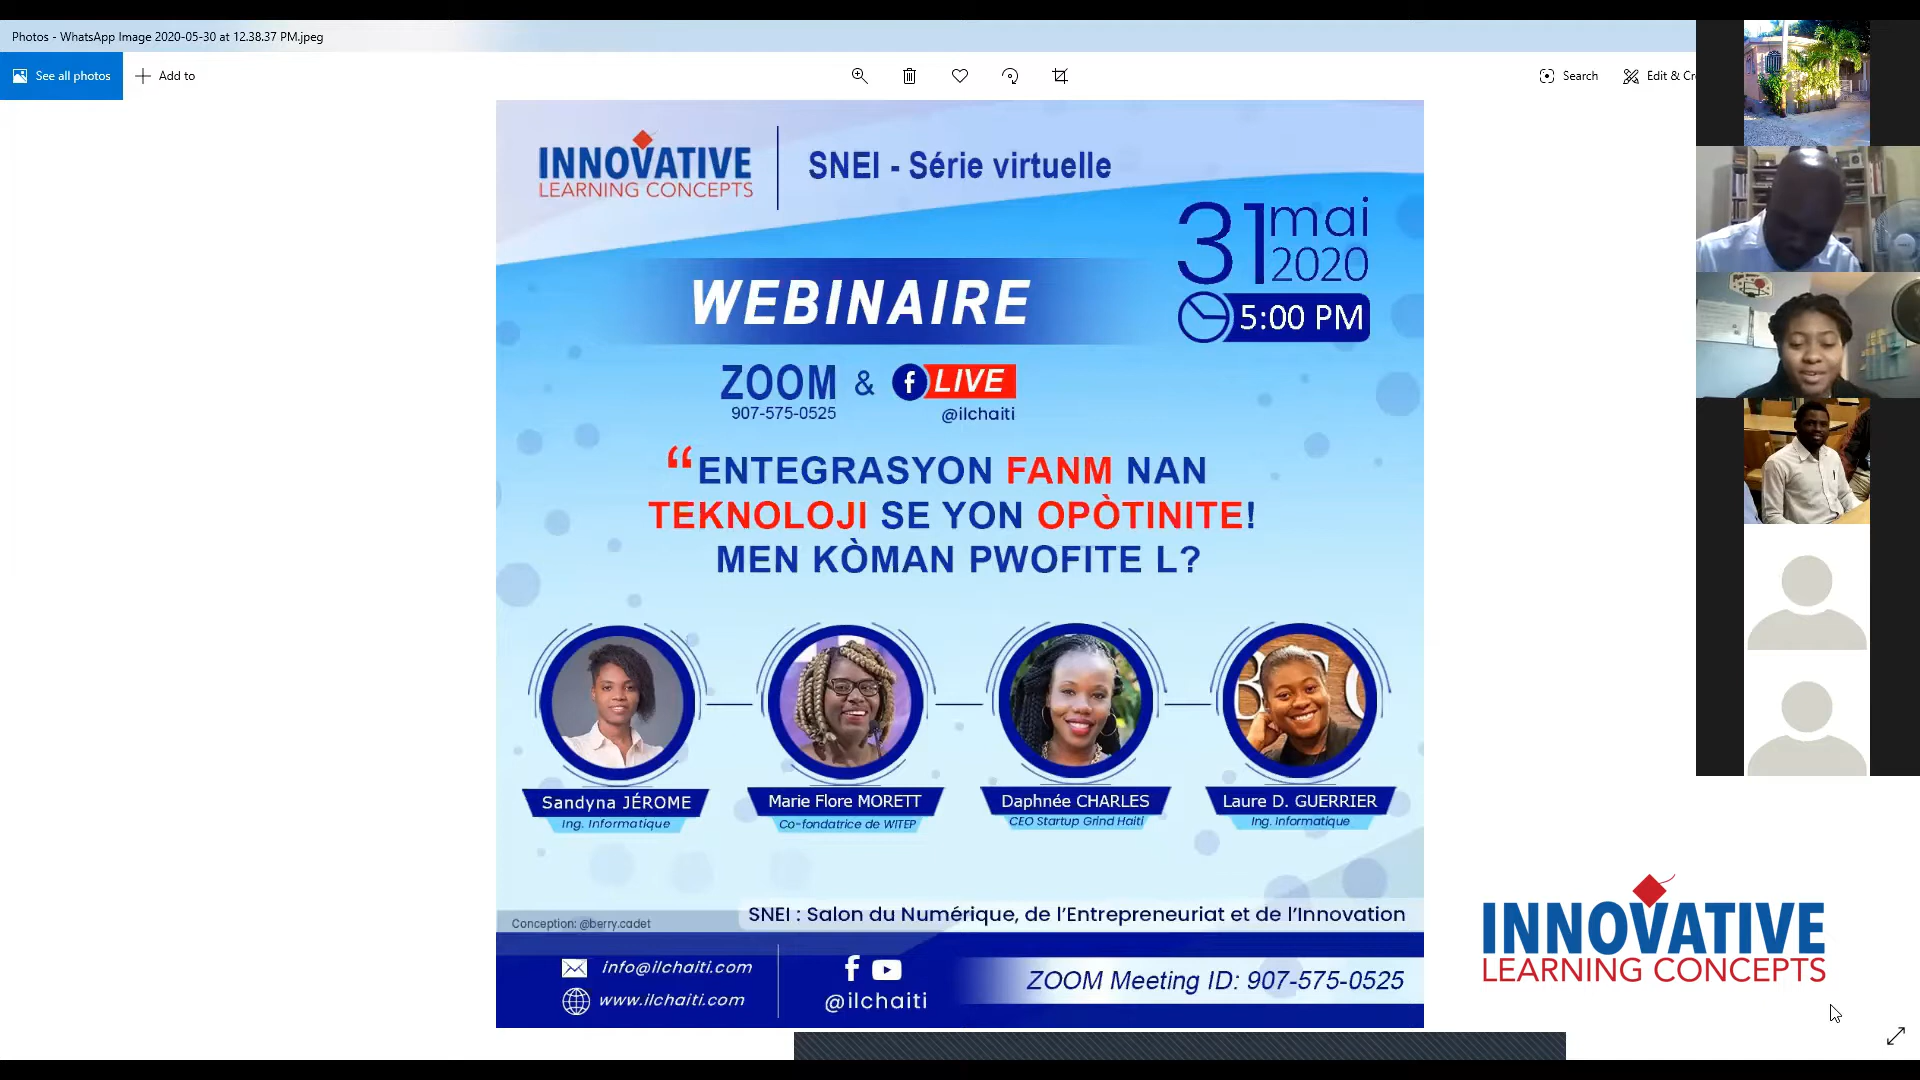 Photos - WhatsApp Image 2020-05-30 at 12.38.37 PM.jpeg
See all photos
Add to
Search
Edit & Cr
INNOVATIVE
LEARNING CONCEPTS
SNEI - Série virtuelle
31 mai
2020
5:00 PM
WEBINAIRE
ZOOM & f LIVE
907-575-0525 @ilchaiti
“ENTEGRASYON FANM NAN
TEKNOLOJI SE YON OPÒTINITE!
MEN KÒMAN PWOFITE L?
Sandyna JÉROME
Ing. Informatique
Marie Flore MORETT
Co-fondatrice de WITEP
Daphnée CHARLES
CEO Startup Grind Haiti
Laure D. GUERRIER
Ing. Informatique
SNEI : Salon du Numérique, de l’Entrepreneuriat et de l’Innovation
Conception: @berry.cadet
info@ilchaiti.com
www.ilchaiti.com
@ilchaiti
ZOOM Meeting ID: 907-575-0525
INNOVATIVE
LEARNING CONCEPTS